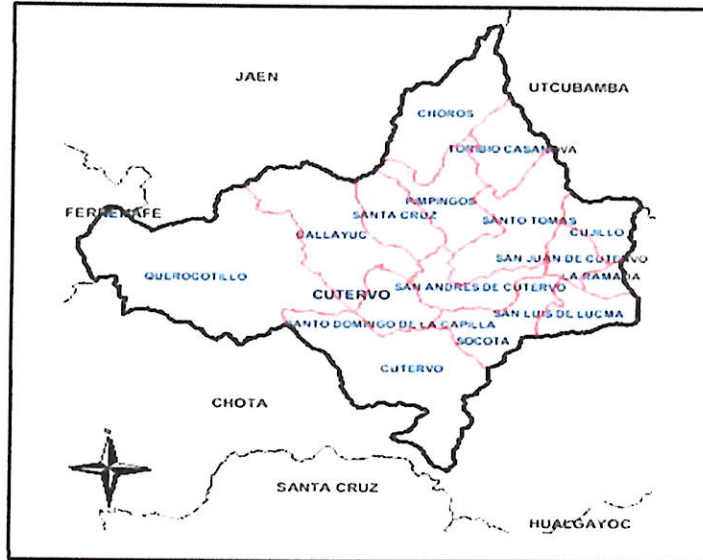 JAEN
UTCUBAMBA
CHOROS
TORIBIO CASANOVA
PIMPINGOS
FERREÑAFE
SANTA CRUZ
SANTO TOMAS
CUJILLO
CALLAYUC
SAN JUAN DE CUTERVO
QUEROCOTILLO
LA RAMADA
SAN ANDRES DE CUTERVO
CUTERVO
SAN LUIS DE LUCMA
SANTO DOMINGO DE LA CAPILLA
SOCOTA
CUTERVO
CHOTA
N
SANTA CRUZ
HUALGAYOC